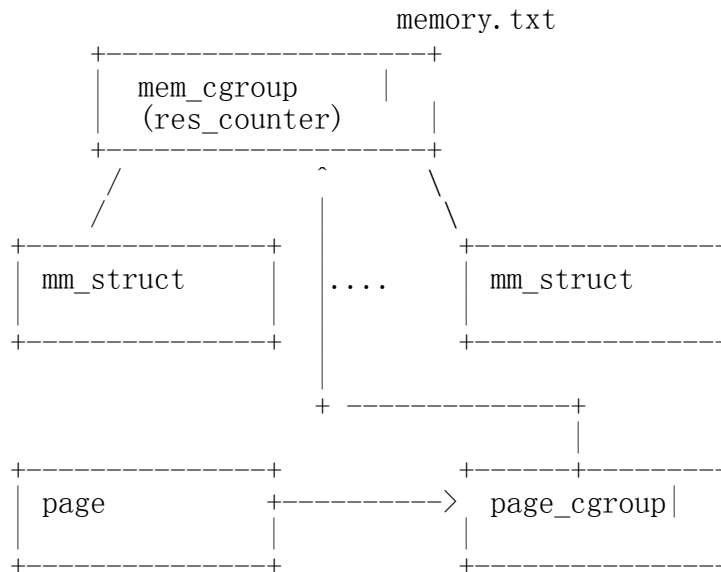 memory.txt
mem_cgroup
(res_counter)
mm_struct .... mm_struct
page page_cgroup